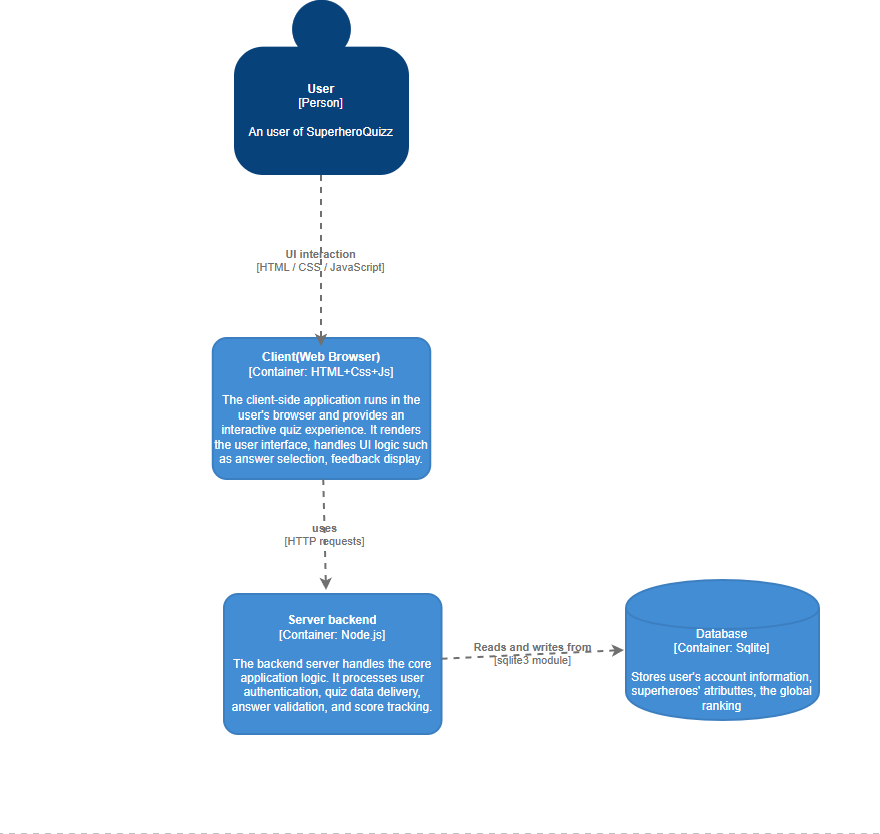 User
[Person]
An user of SuperheroQuizz
UI interaction
[HTML / CSS / JavaScript]
Client(Web Browser)
[Container: HTML+Css+Js]
The client-side application runs in the
user's browser and provides an
interactive quiz experience. It renders
the user interface, handles UI logic such
as answer selection, feedback display.
uses
[HTTP requests]
Server backend
[Container: Node.js]
The backend server handles the core
application logic. It processes user
authentication, quiz data delivery,
answer validation, and score tracking.
Reads and writes from
[sqlite3 module]
Database
[Container: Sqlite]
Stores user's account information,
superheroes' atributtes, the global
ranking